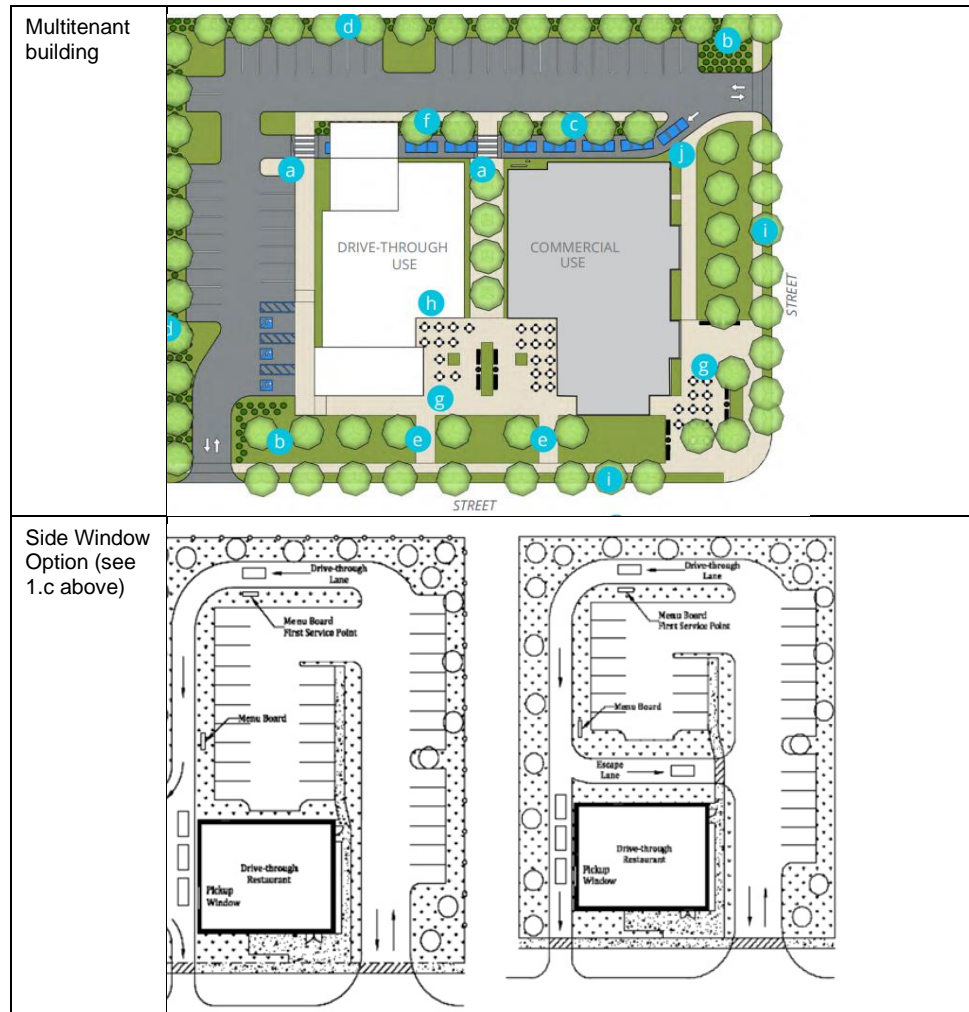 Multitenant
building
d
b
f
c
a
a
j
DRIVE-THROUGH
USE
COMMERCIAL
USE
i
STREET
h
d
g
g
b
e
e
i
STREET
Side Window
Option (see
1.c above)
Drive-through
Lane
Menu Board
First Service Point
Menu Board
Drive-through
Restaurant
Pickup
Window
Drive-through
Lane
Menu Board
First Service Point
Menu Board
Escape
Lane
Drive-through
Restaurant
Pickup
Window